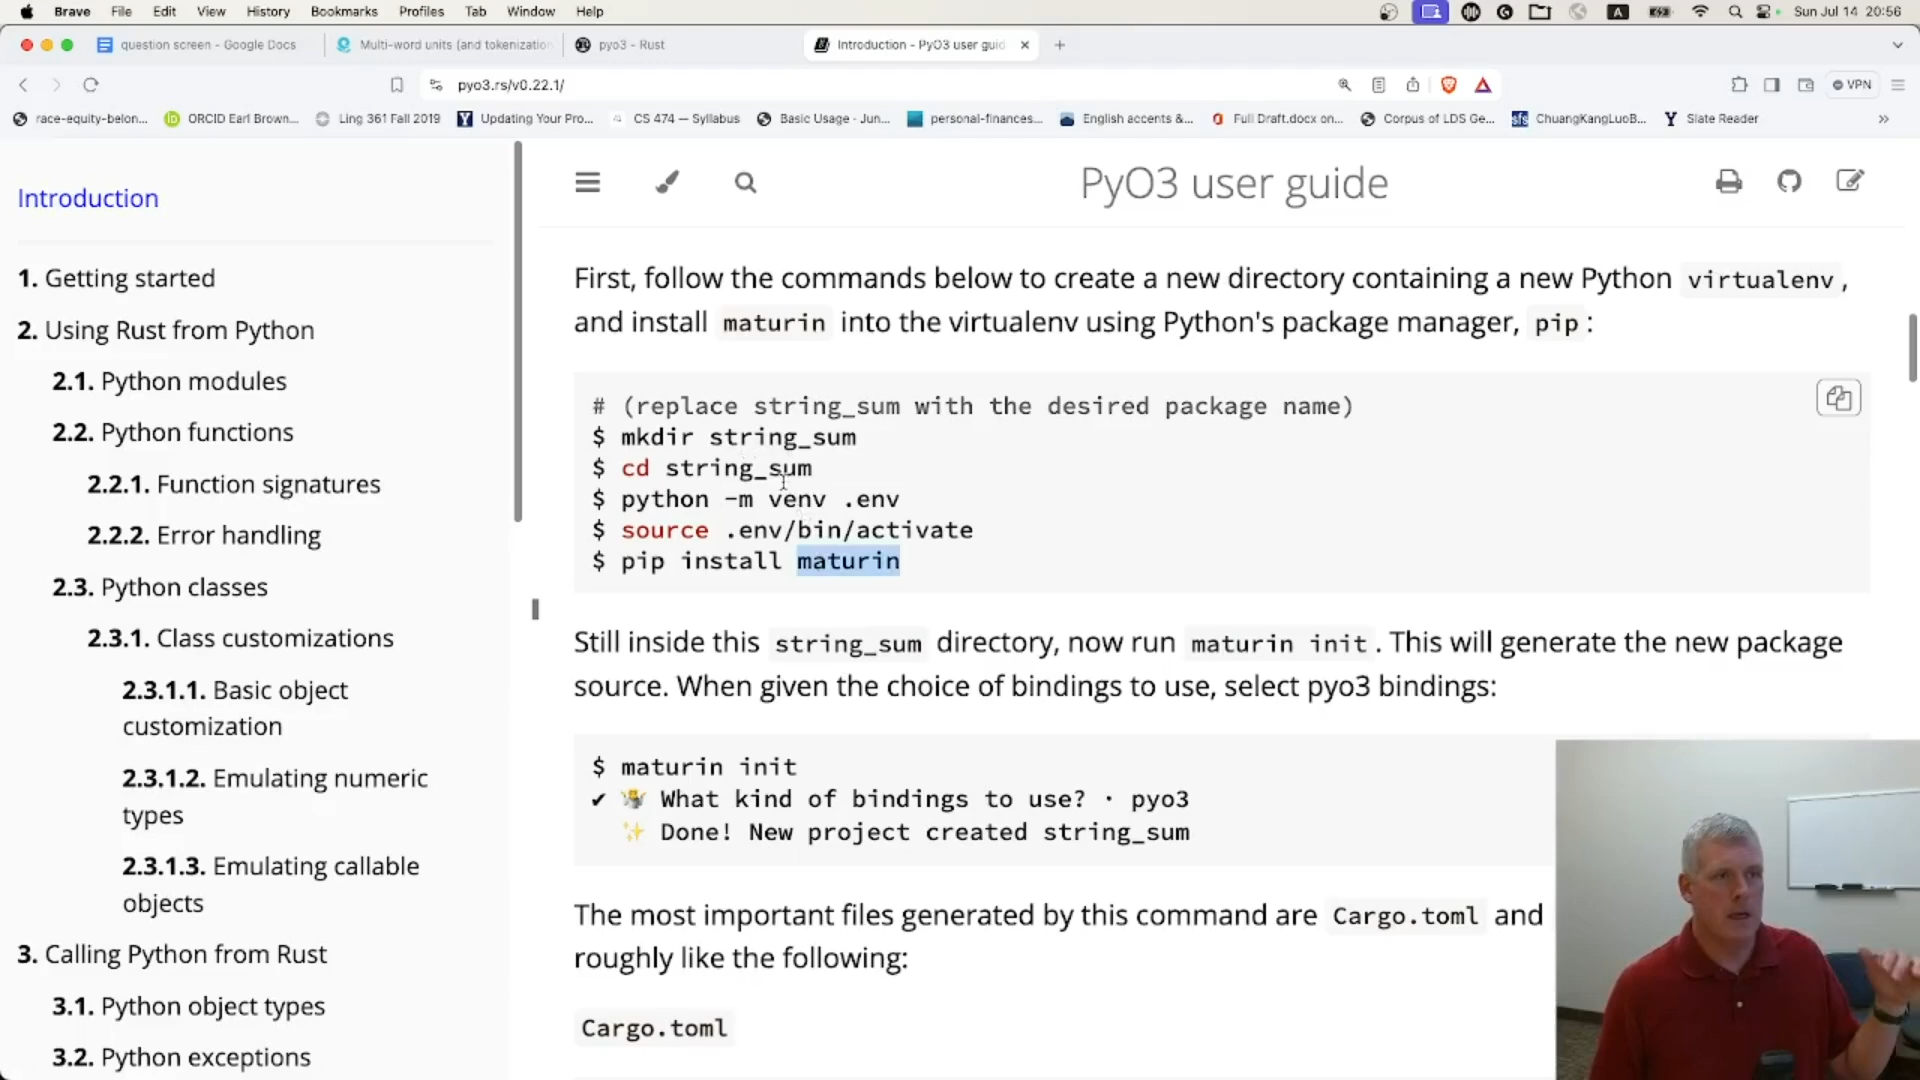 Brave File Edit View History Bookmarks Profiles Tab Window Help
A
Sun Jul 14 20:56
question screen - Google Docs
Multi-word units (and tokenization
pyo3 - Rust
Introduction - PyO3 user guid
pyo3.rs/v0.22.1/
VPN
race-equity-belon...
ORCID Earl Brown...
Ling 361 Fall 2019
Updating Your Pro...
CS 474 — Syllabus
Basic Usage - Jun...
personal-finances...
English accents &...
Full Draft.docx on...
Corpus of LDS Ge...
ChuangKangLuoB...
Slate Reader
»
Introduction
1. Getting started
2. Using Rust from Python
2.1. Python modules
2.2. Python functions
2.2.1. Function signatures
2.2.2. Error handling
2.3. Python classes
2.3.1. Class customizations
2.3.1.1. Basic object
customization
2.3.1.2. Emulating numeric
types
2.3.1.3. Emulating callable
objects
3. Calling Python from Rust
3.1. Python object types
3.2. Python exceptions
PyO3 user guide
First, follow the commands below to create a new directory containing a new Python virtualenv,
and install maturin into the virtualenv using Python's package manager, pip:
# (replace string_sum with the desired package name)
$ mkdir string_sum
$ cd string_sum
$ python -m venv .env
$ source .env/bin/activate
$ pip install maturin
Still inside this string_sum directory, now run maturin init. This will generate the new package
source. When given the choice of bindings to use, select pyo3 bindings:
$ maturin init
✔ 🤷 What kind of bindings to use? · pyo3
✨ Done! New project created string_sum
The most important files generated by this command are Cargo.toml and
roughly like the following:
Cargo.toml